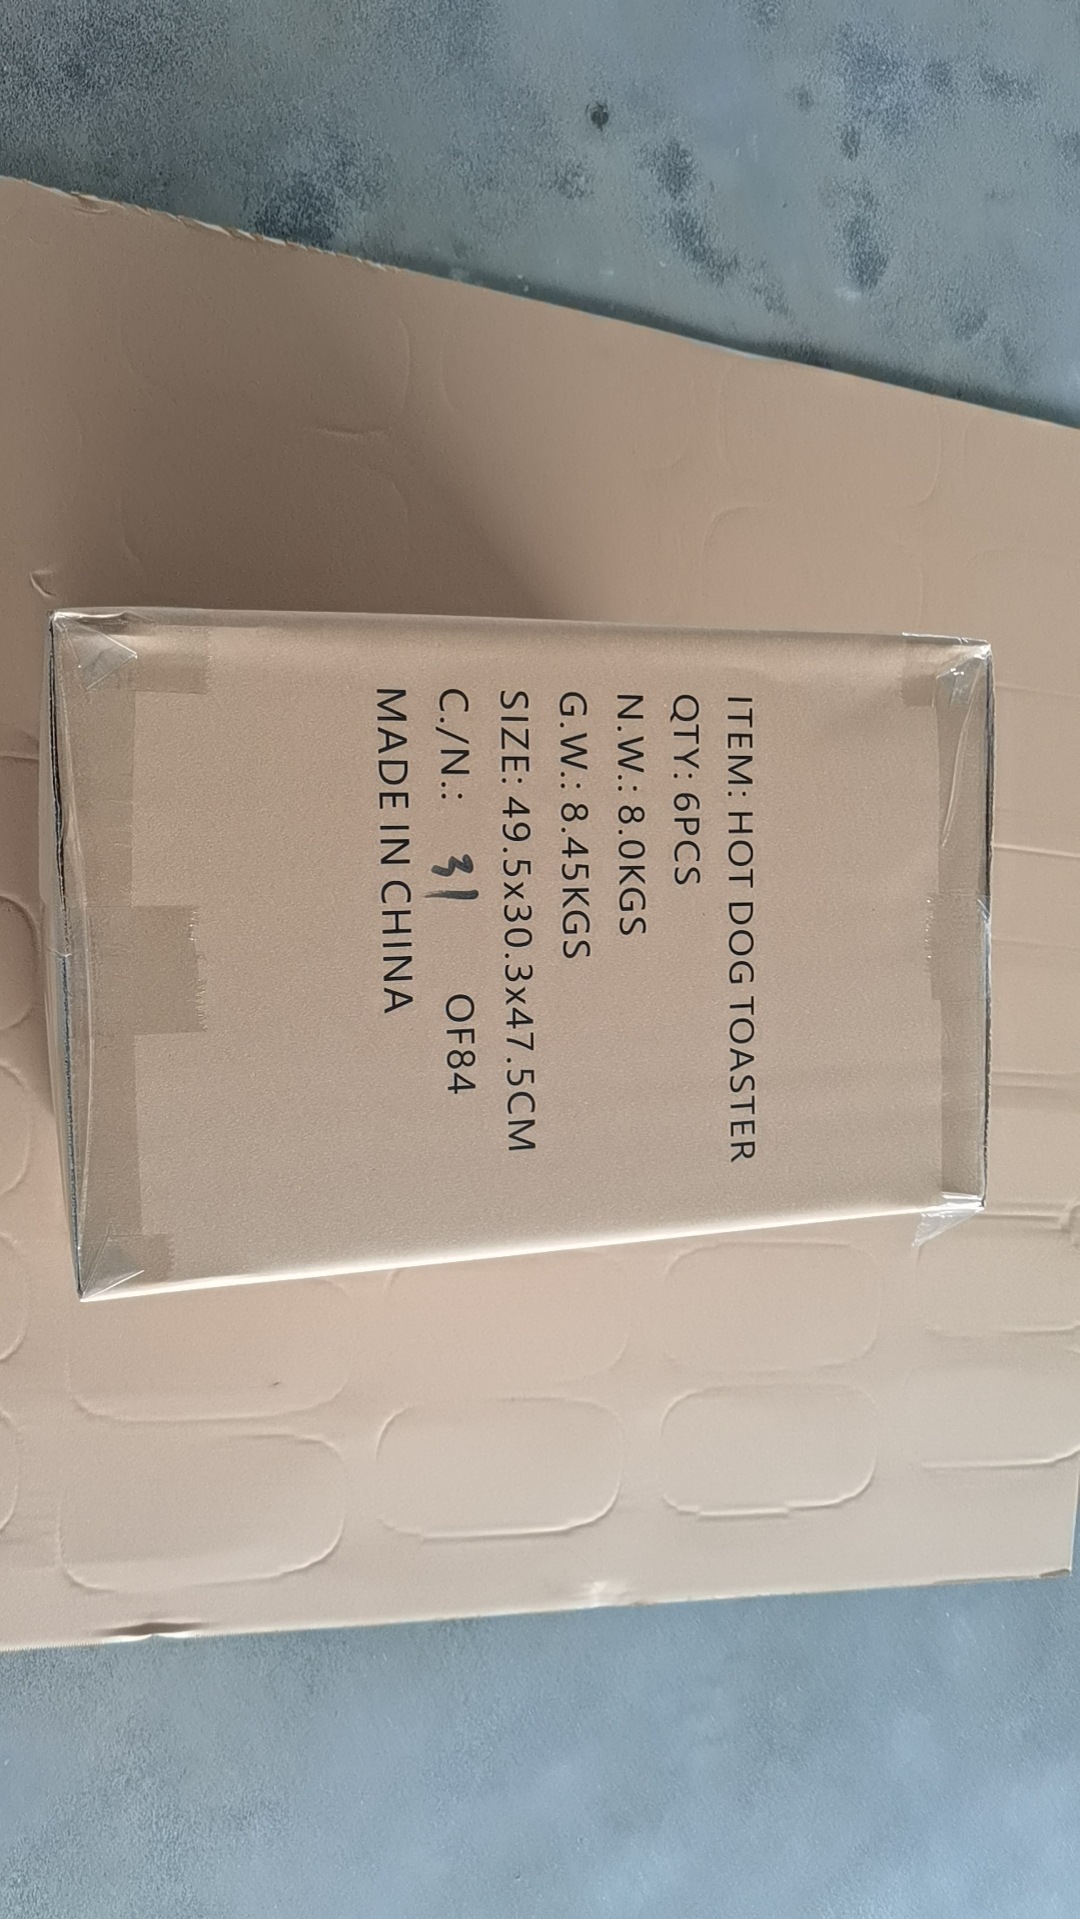 ITEM: HOT DOG TOASTER
QTY: 6PCS
N.W.: 8.0KGS
G.W.: 8.45KGS
SIZE: 49.5x30.3x47.5CM
C./N.: 31 OF84
MADE IN CHINA